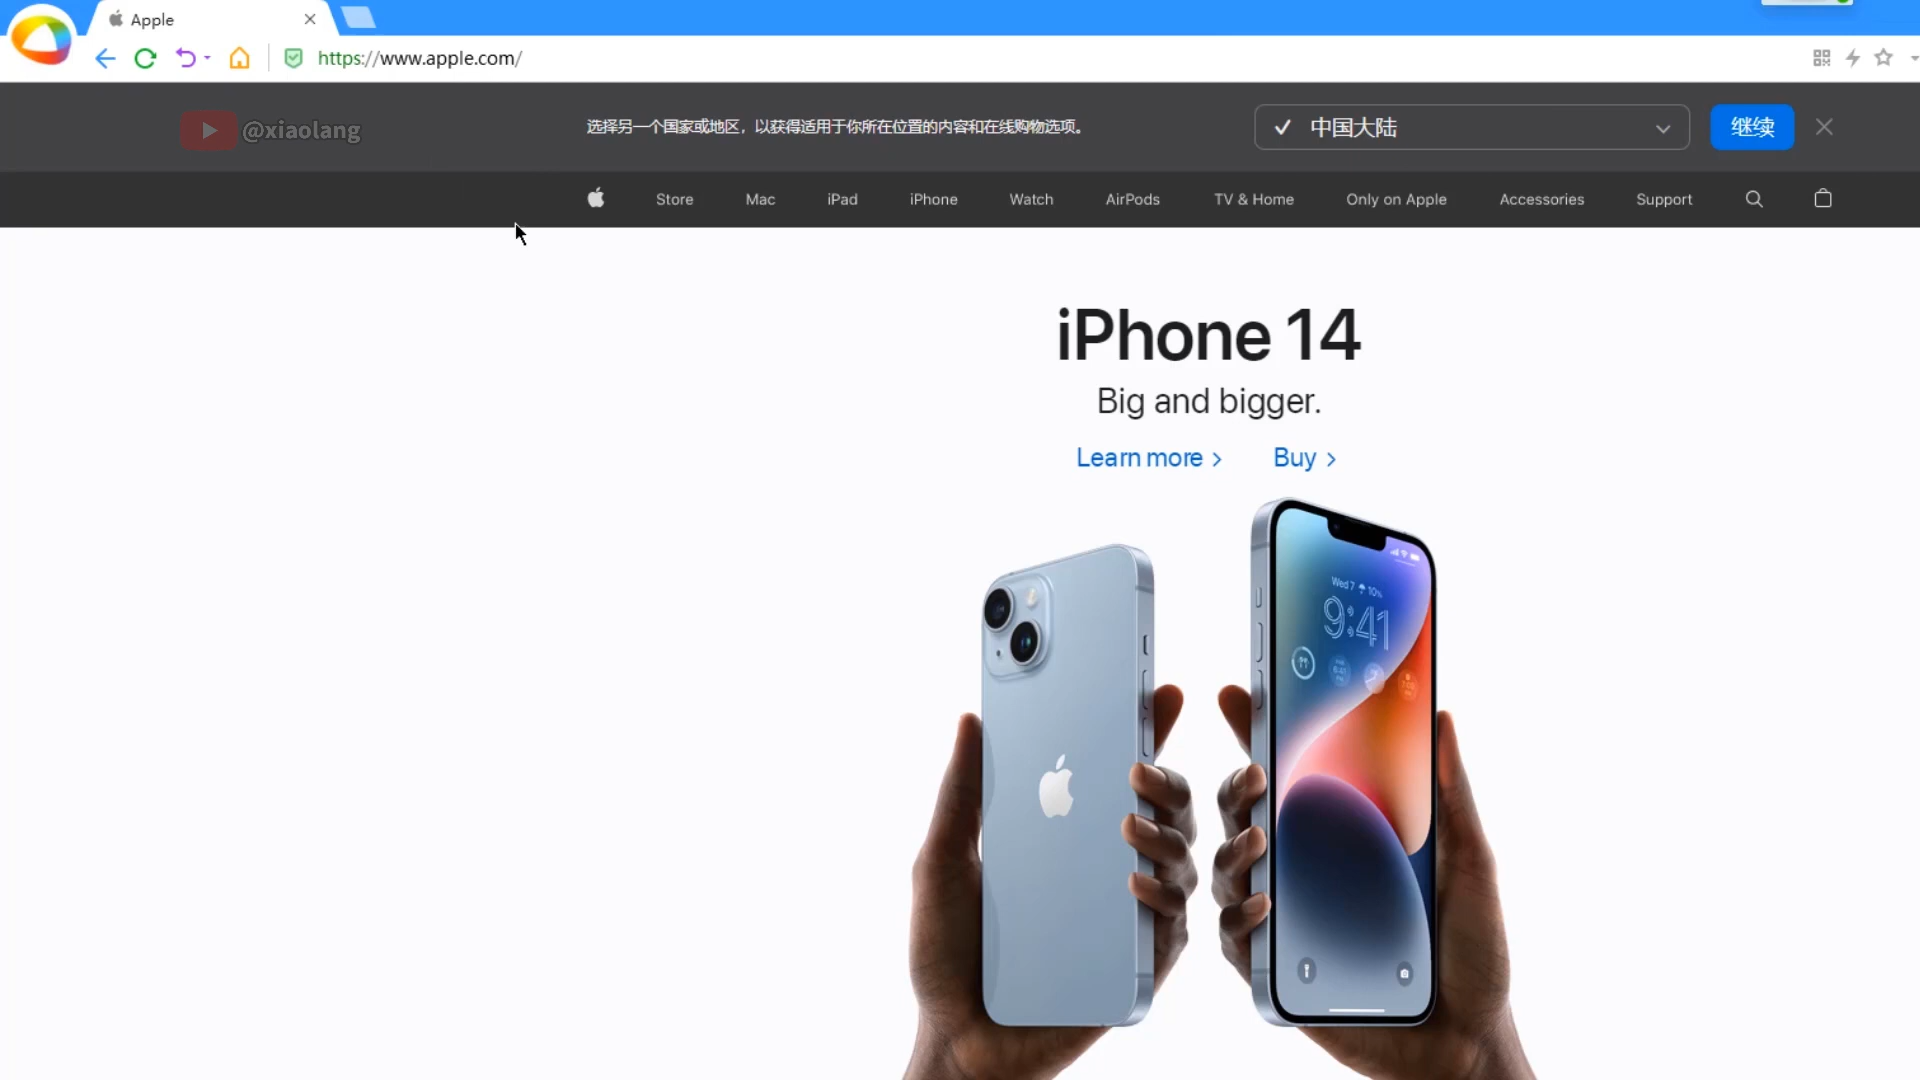 Apple
https://www.apple.com/
@xiaolang
选择另一个国家或地区，以获得适用于你所在位置的内容和在线购物选项。
中国大陆
继续
Store Mac iPad iPhone Watch AirPods TV & Home Only on Apple Accessories Support
iPhone 14
Big and bigger.
Learn more > Buy >
Wed 7 10%
9:41